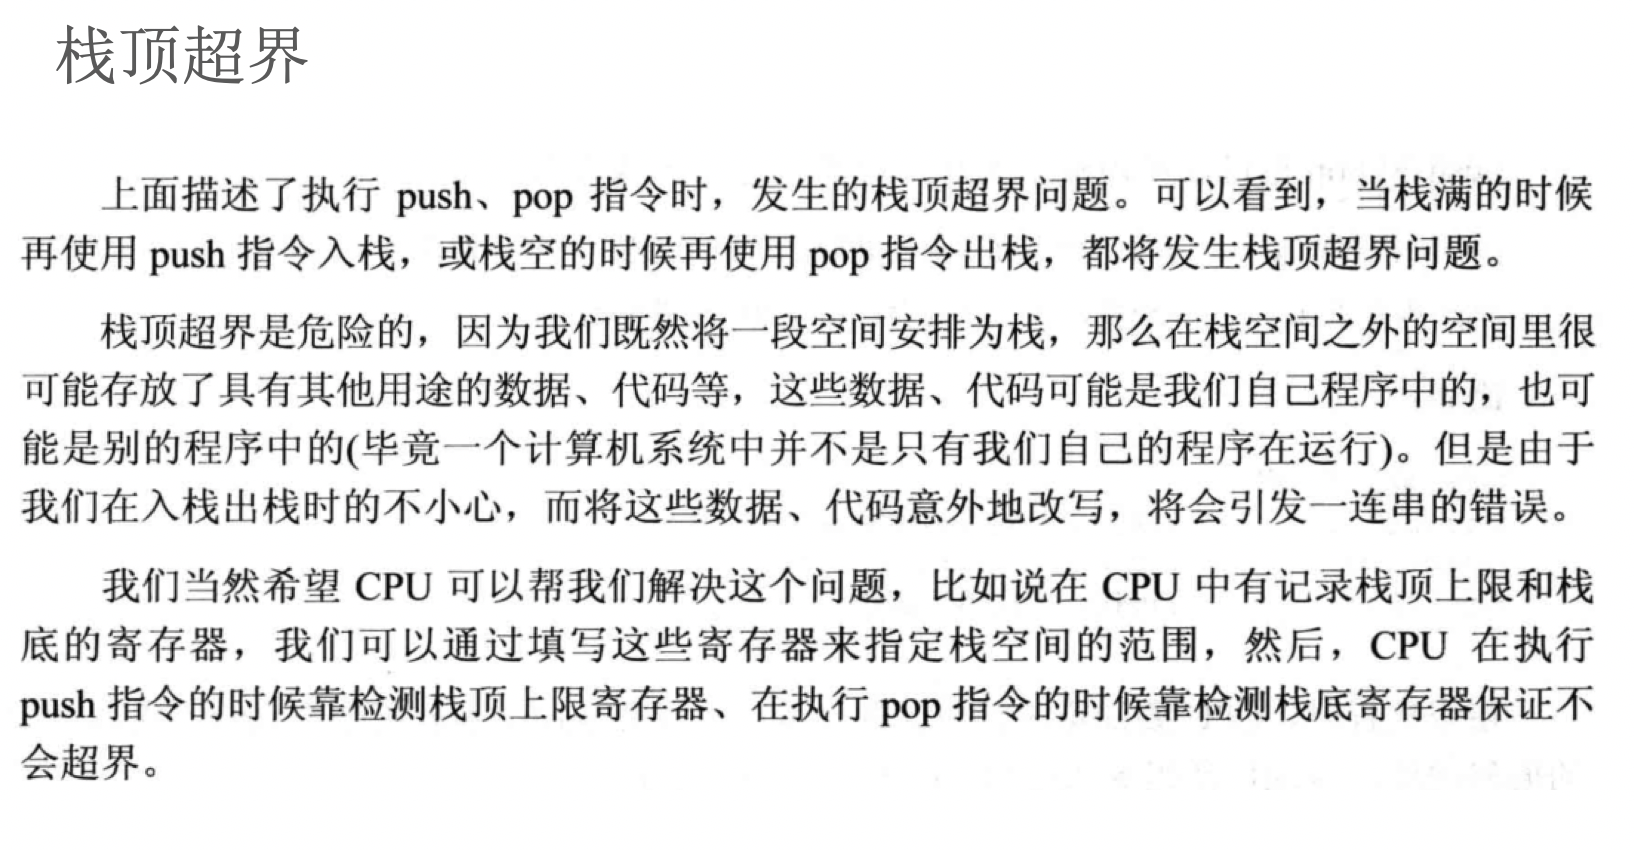 栈顶超界
上面描述了执行 push、pop 指令时，发生的栈顶超界问题。可以看到，当栈满的时候
再使用 push 指令入栈，或栈空的时候再使用 pop 指令出栈，都将发生栈顶超界问题。
栈顶超界是危险的，因为我们既然将一段空间安排为栈，那么在栈空间之外的空间里很
可能存放了具有其他用途的数据、代码等，这些数据、代码可能是我们自己程序中的，也可
能是别的程序中的(毕竟一个计算机系统中并不是只有我们自己的程序在运行)。但是由于
我们在入栈出栈时的不小心，而将这些数据、代码意外地改写，将会引发一连串的错误。
我们当然希望 CPU 可以帮我们解决这个问题，比如说在 CPU 中有记录栈顶上限和栈
底的寄存器，我们可以通过填写这些寄存器来指定栈空间的范围，然后，CPU 在执行
push 指令的时候靠检测栈顶上限寄存器、在执行 pop 指令的时候靠检测栈底寄存器保证不
会超界。